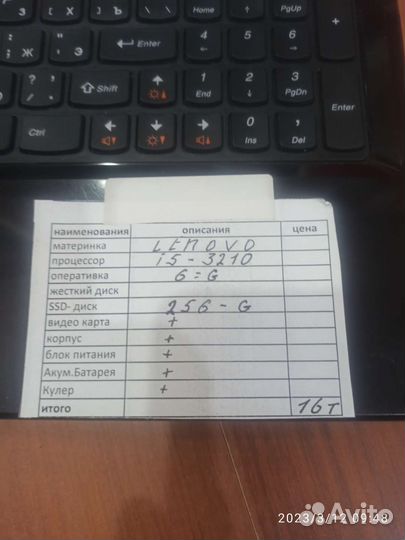 З Х Ъ Home 8 PgUp
Ж Э Enter 4 5 6 +
? Shift 1 End 2 3 PgDn
Ctrl 0 Ins , Del Enter
наименования описания цена
материнка LENOVO
процессор i5-3210
оперативка 6=G
жесткий диск
SSD- диск 256-G
видео карта +
корпус +
блок питания +
Акум.Батарея +
Кулер +
итого 16т
2023/3/12 09:48
Avito